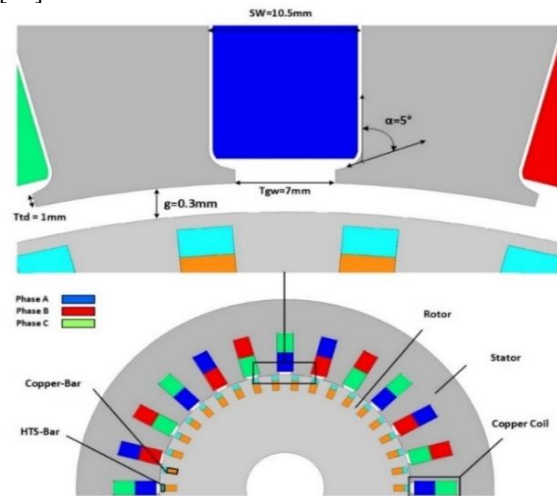 SW=10.5mm
α=5°
Tgw=7mm
g=0.3mm
Ttd = 1mm
Phase A
Phase B
Phase C
Rotor
Stator
Copper-Bar
HTS-Bar
Copper Coil